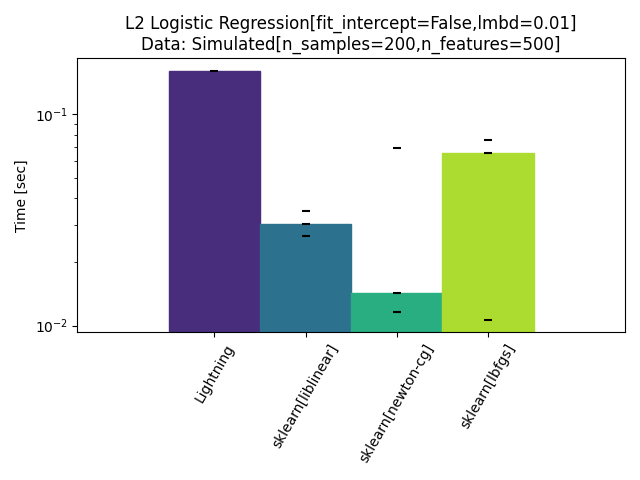 L2 Logistic Regression[fit_intercept=False,lmbd=0.01]
Data: Simulated[n_samples=200,n_features=500]
Time [sec]
10⁻¹
10⁻²
Lightning
sklearn[liblinear]
sklearn[newton-cg]
sklearn[lbfgs]